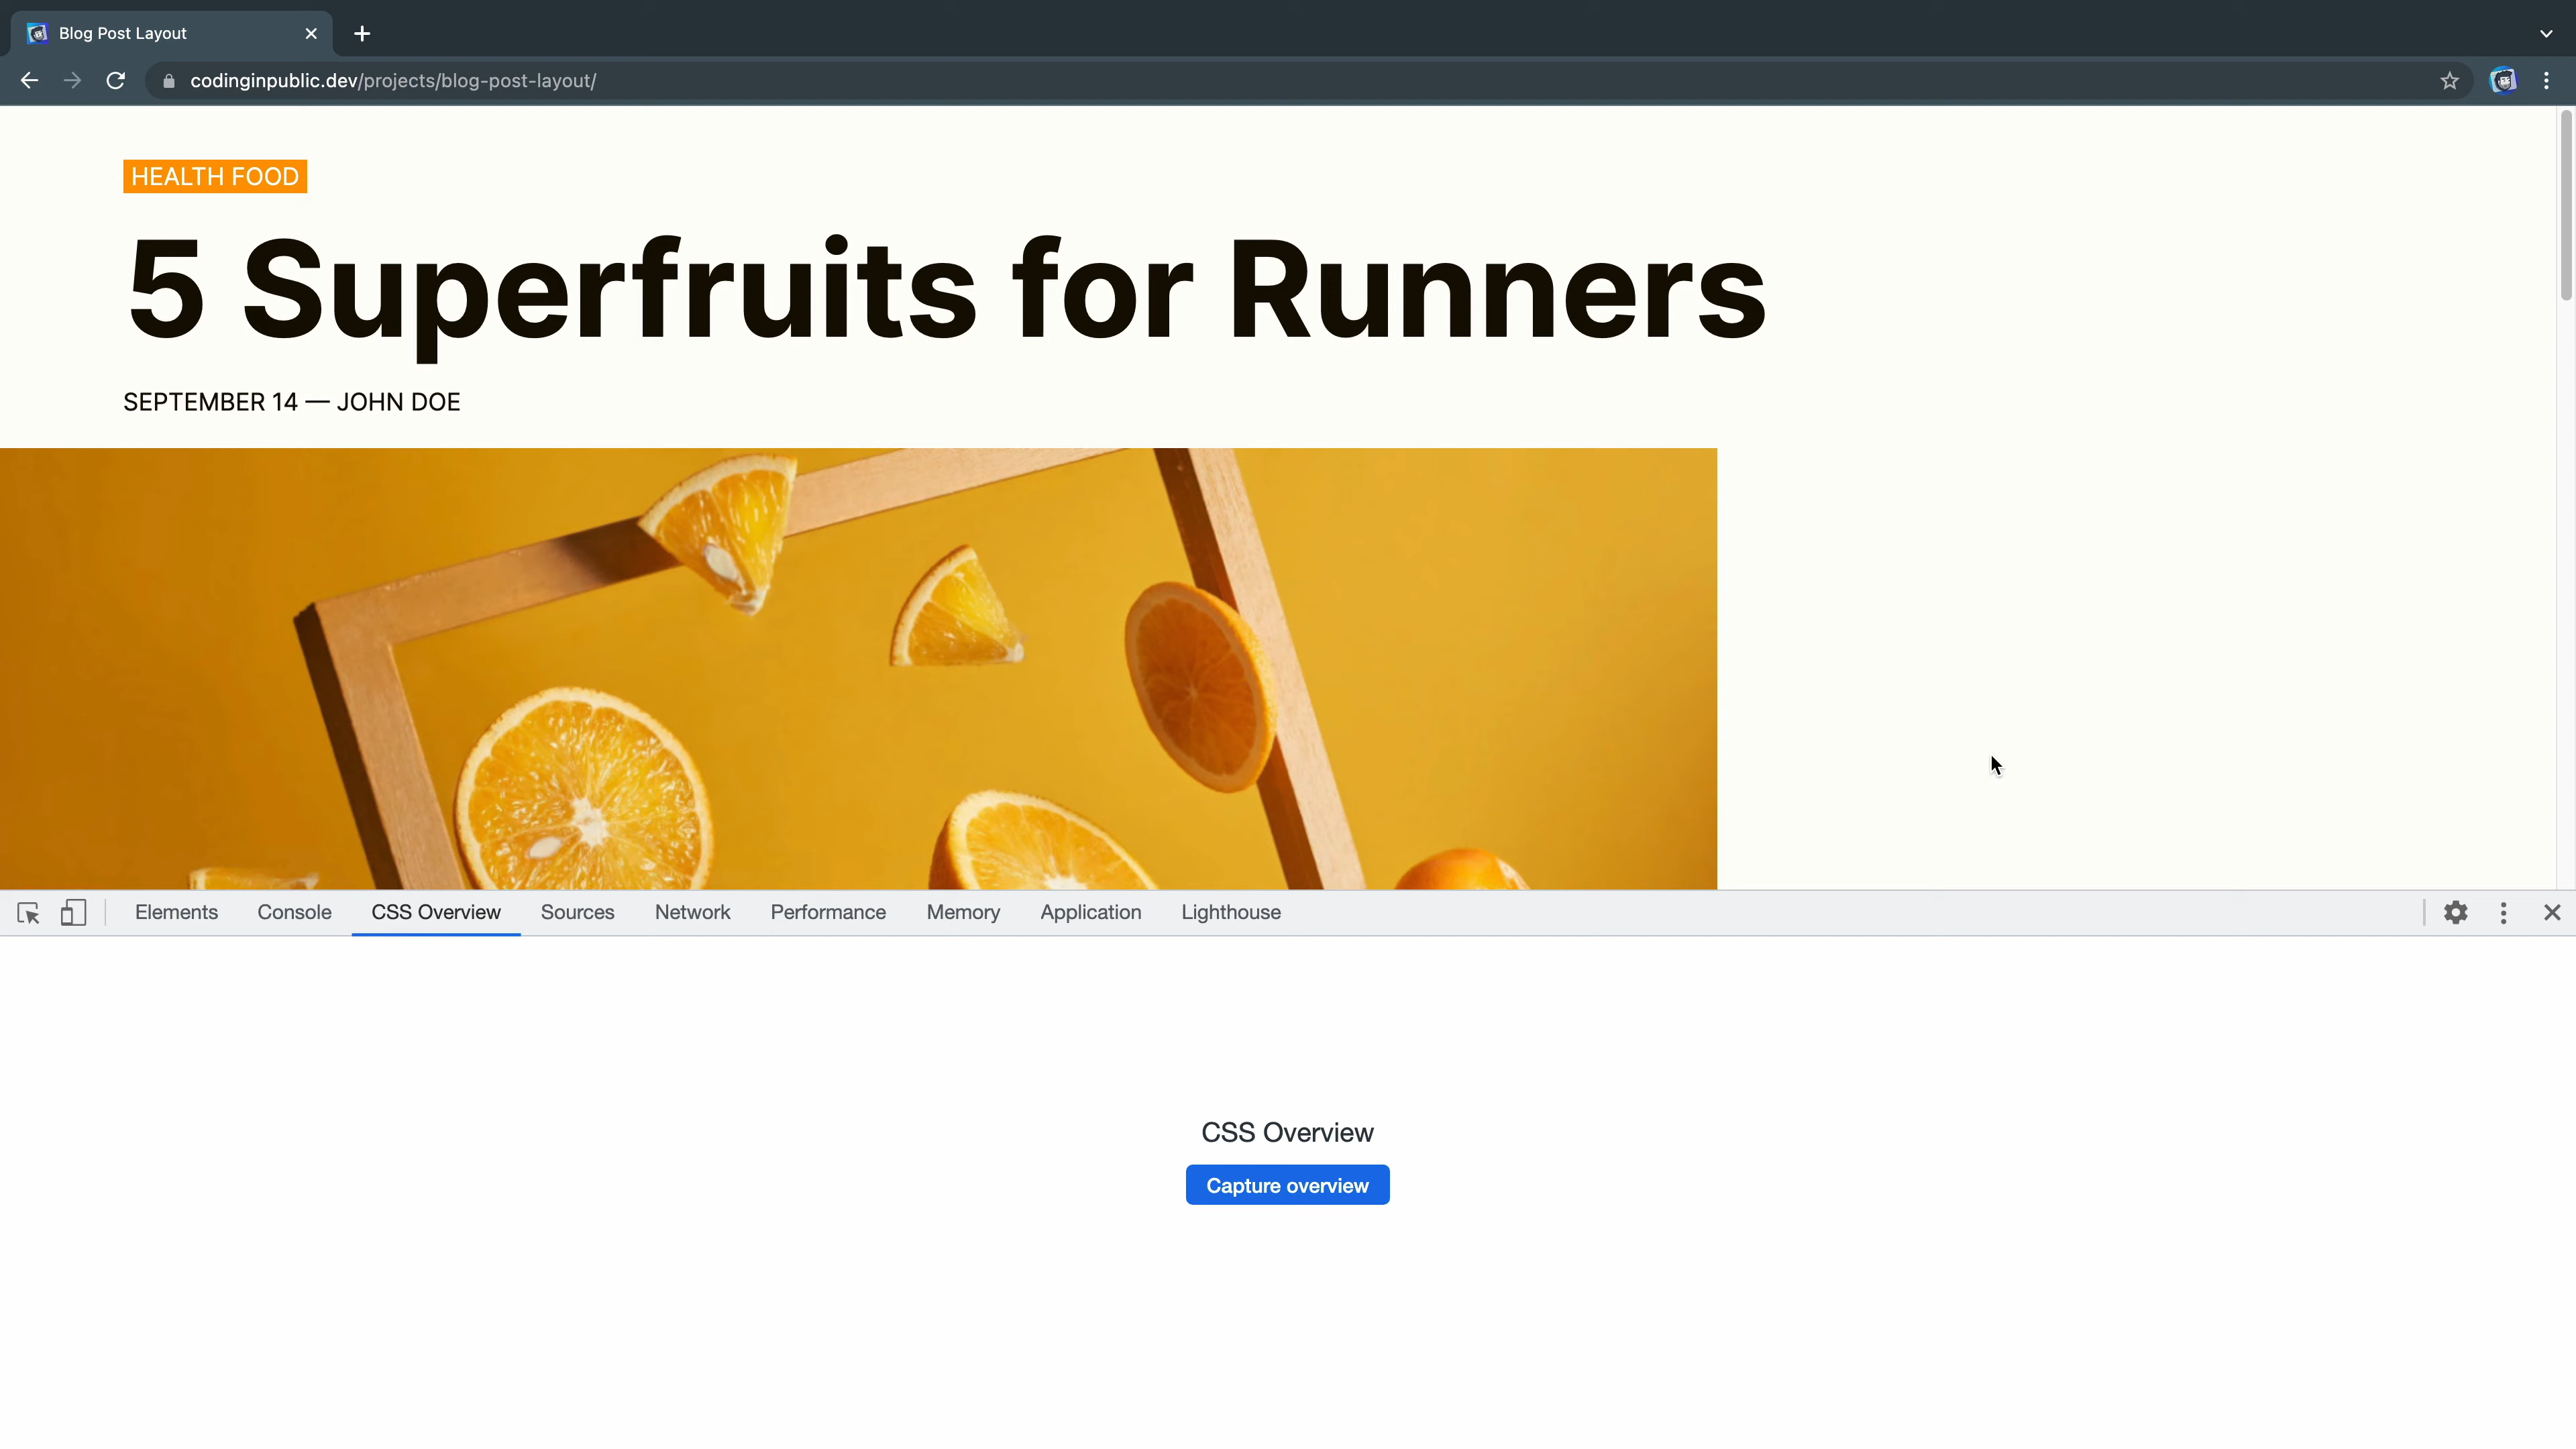 Blog Post Layout
codinginpublic.dev/projects/blog-post-layout/
HEALTH FOOD
5 Superfruits for Runners
SEPTEMBER 14 — JOHN DOE
Elements Console CSS Overview Sources Network Performance Memory Application Lighthouse
CSS Overview
Capture overview